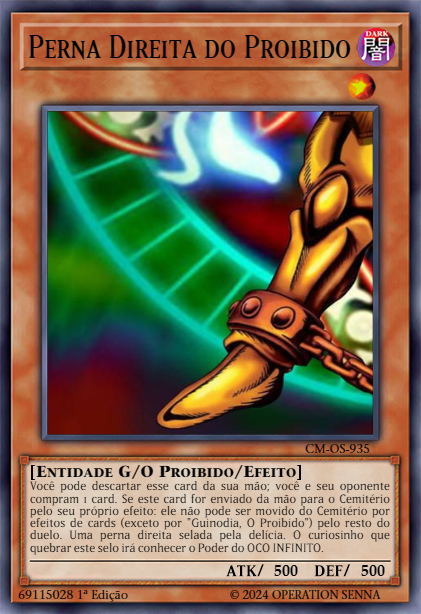 Perna Direita do Proibido
DARK
闇
CM-OS-935
[Entidade G/O Proibido/Efeito]
Você pode descartar esse card da sua mão; você e seu oponente
compram 1 card. Se este card for enviado da mão para o Cemitério
pelo seu próprio efeito: ele não pode ser movido do Cemitério por
efeitos de cards (exceto por "Guinodia, O Proibido") pelo resto do
duelo. Uma perna direita selada pela delícia. O curiosinho que
quebrar este selo irá conhecer o Poder do OCO INFINITO.
ATK/ 500 DEF/ 500
69115028 1ª Edição © 2024 OPERATION SENNA